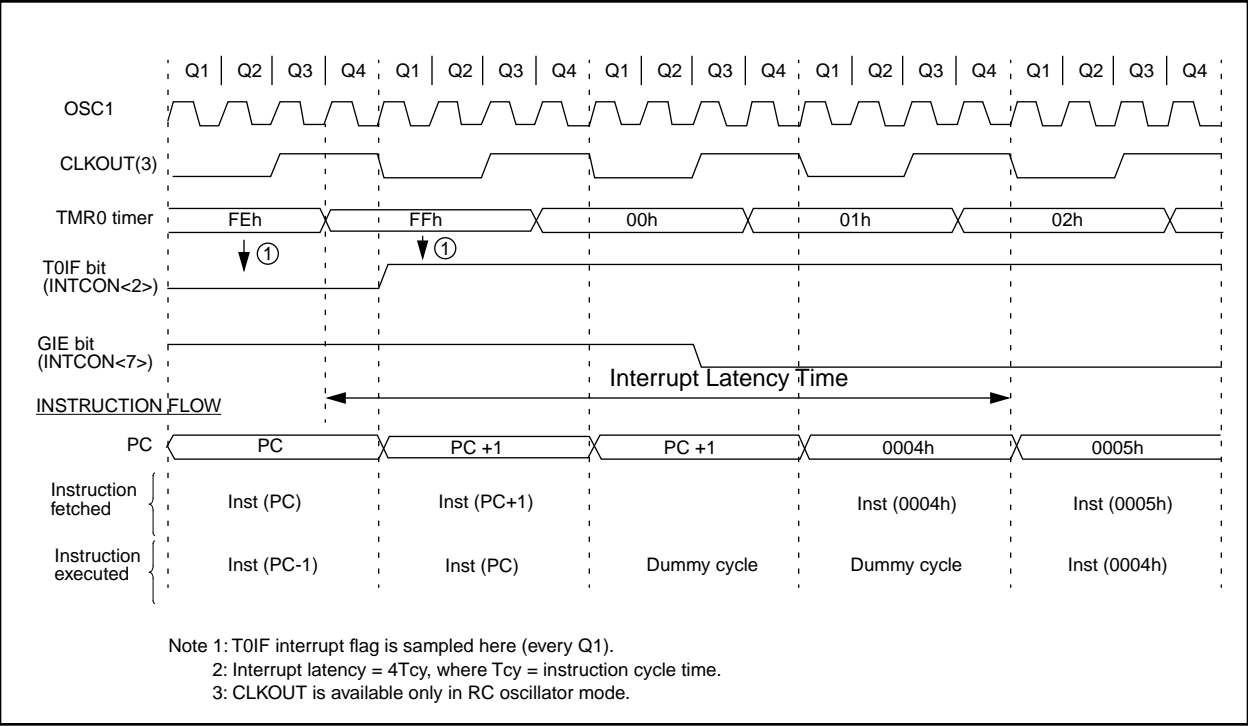 Q1 Q2 Q3 Q4 Q1 Q2 Q3 Q4 Q1 Q2 Q3 Q4 Q1 Q2 Q3 Q4 Q1 Q2 Q3 Q4
OSC1
CLKOUT(3)
TMR0 timer FEh FFh 00h 01h 02h
1 1
T0IF bit
(INTCON<2>)
GIE bit
(INTCON<7>)
Interrupt Latency Time
INSTRUCTION FLOW
PC PC PC +1 PC +1 0004h 0005h
Instruction
fetched
Inst (PC) Inst (PC+1) Inst (0004h) Inst (0005h)
Instruction
executed
Inst (PC-1) Inst (PC) Dummy cycle Dummy cycle Inst (0004h)
Note 1: T0IF interrupt flag is sampled here (every Q1).
2: Interrupt latency = 4Tcy, where Tcy = instruction cycle time.
3: CLKOUT is available only in RC oscillator mode.